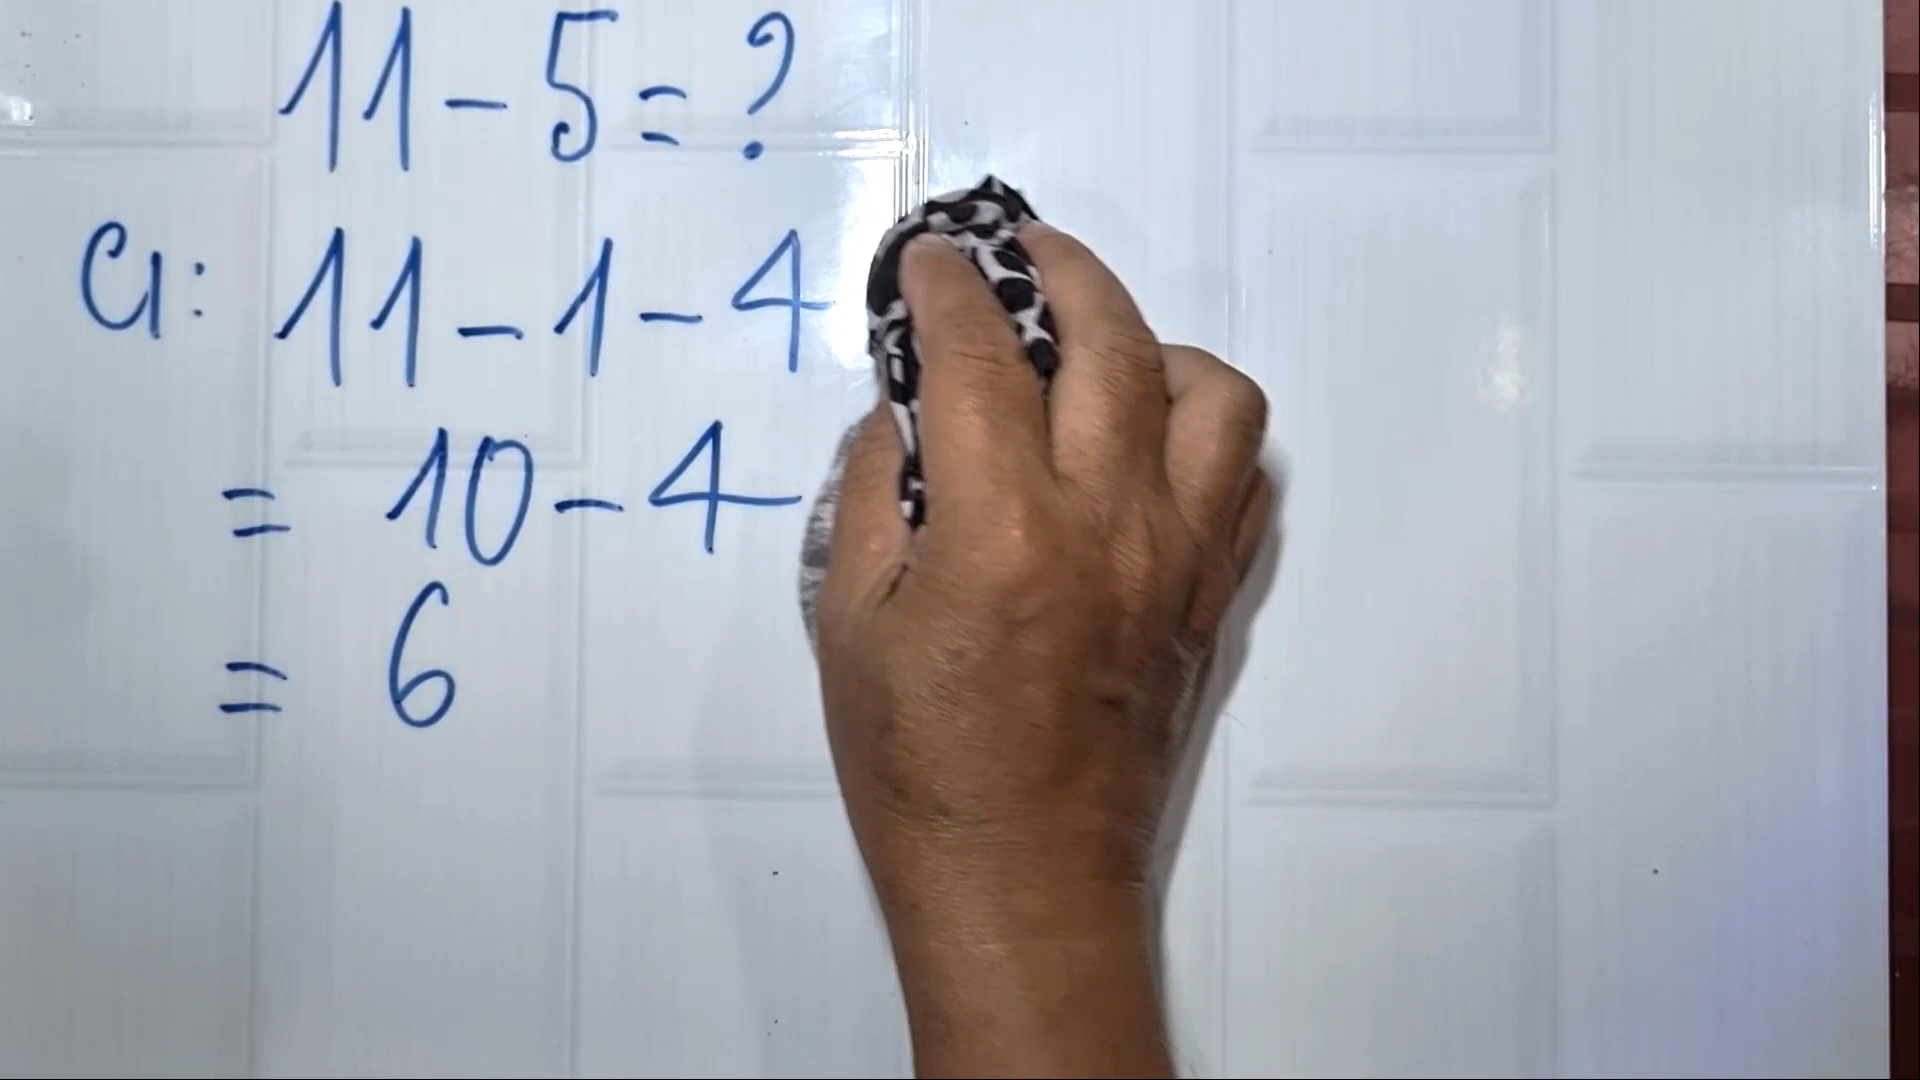 11 - 5 = ?
C1: 11 - 1 - 4
= 10 - 4
= 6